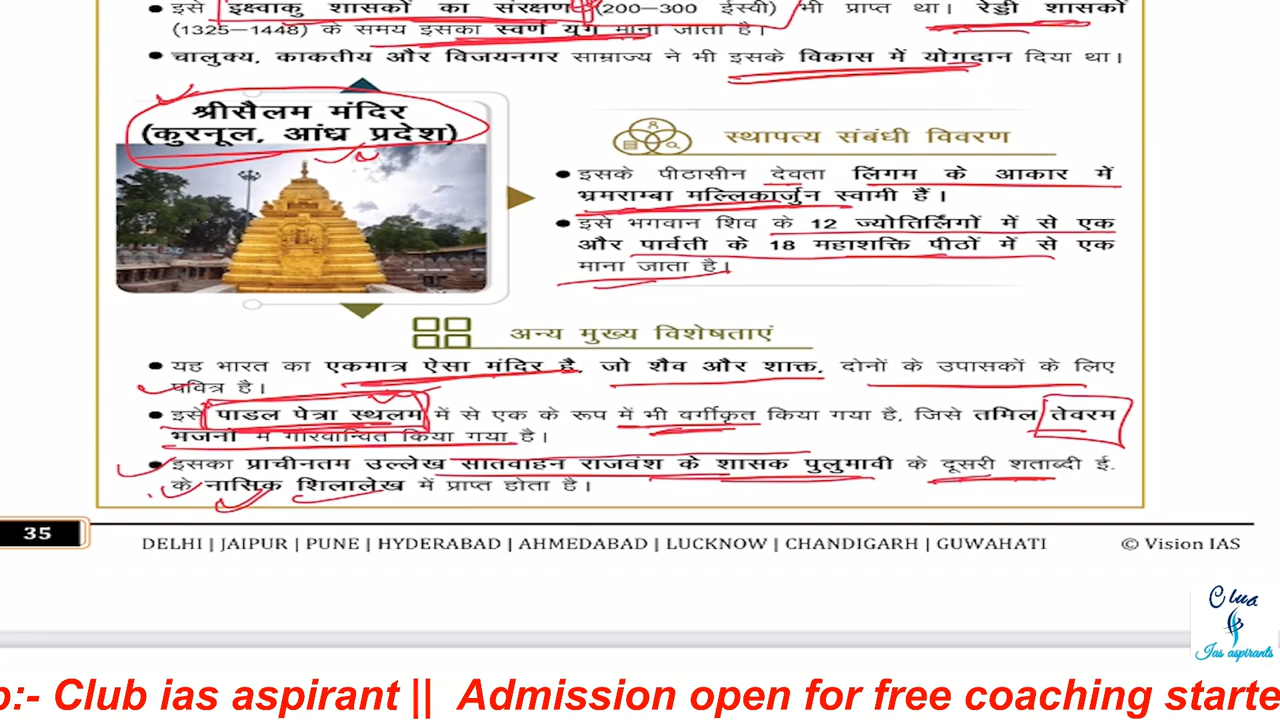 इसे इक्ष्वाकु शासकों का संरक्षण (200–300 ईस्वी) भी प्राप्त था। रेड्डी शासकों
(1325–1448) के समय इसका स्वर्ण युग माना जाता है।
चालुक्य, काकतीय और विजयनगर साम्राज्य ने भी इसके विकास में योगदान दिया था।
श्रीसैलम मंदिर
(कुरनूल, आंध्र प्रदेश)
स्थापत्य संबंधी विवरण
इसके पीठासीन देवता लिंगम के आकार में
भ्रमराम्बा मल्लिकार्जुन स्वामी हैं।
इसे भगवान शिव के 12 ज्योतिर्लिंगों में से एक
और पार्वती के 18 महाशक्ति पीठों में से एक
माना जाता है।
अन्य मुख्य विशेषताएं
यह भारत का एकमात्र ऐसा मंदिर है, जो शैव और शाक्त, दोनों के उपासकों के लिए
पवित्र है।
इसे पाडल पेत्रा स्थलम में से एक के रूप में भी वर्गीकृत किया गया है, जिसे तमिल तेवरम
भजनों में गौरवान्वित किया गया है।
इसका प्राचीनतम उल्लेख सातवाहन राजवंश के शासक पुलुमावी के दूसरी शताब्दी ई.
के नासिक शिलालेख में प्राप्त होता है।
35
DELHI | JAIPUR | PUNE | HYDERABAD | AHMEDABAD | LUCKNOW | CHANDIGARH | GUWAHATI
© Vision IAS
Club
Ias aspirants
p:- Club ias aspirant || Admission open for free coaching starte